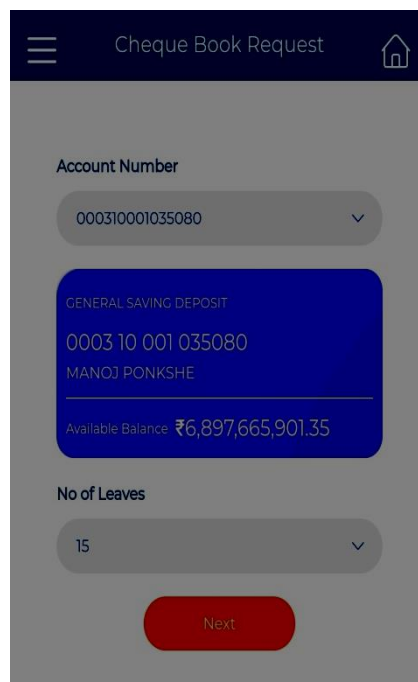 Cheque Book Request
Account Number
000310001035080
GENERAL SAVING DEPOSIT
0003 10 001 035080
MANOJ PONKSHE
Available Balance ₹6,897,665,901.35
No of Leaves
15
Next